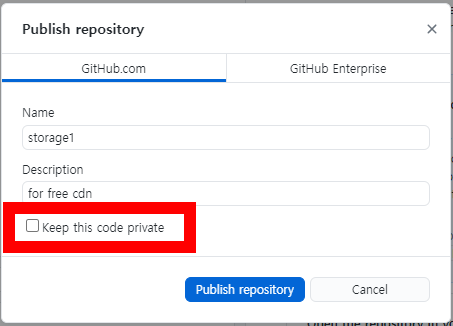 Publish repository
GitHub.com
GitHub Enterprise
Name
storage1
Description
for free cdn
Keep this code private
Publish repository
Cancel